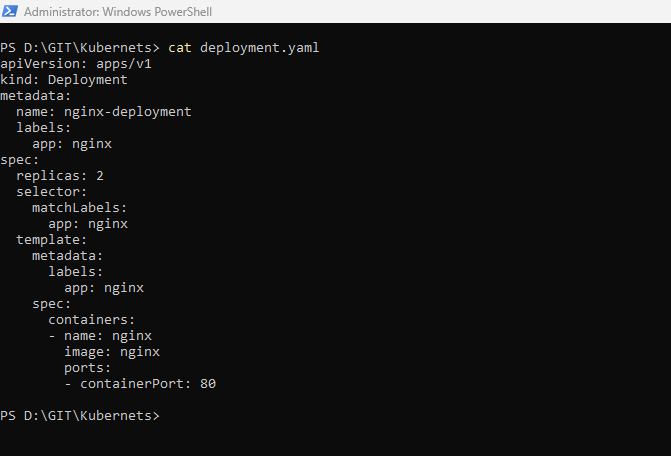 Administrator: Windows PowerShell
PS D:\GIT\Kubernets> cat deployment.yaml
apiVersion: apps/v1
kind: Deployment
metadata:
  name: nginx-deployment
  labels:
    app: nginx
spec:
  replicas: 2
  selector:
    matchLabels:
      app: nginx
  template:
    metadata:
      labels:
        app: nginx
    spec:
      containers:
      - name: nginx
        image: nginx
        ports:
        - containerPort: 80
PS D:\GIT\Kubernets>